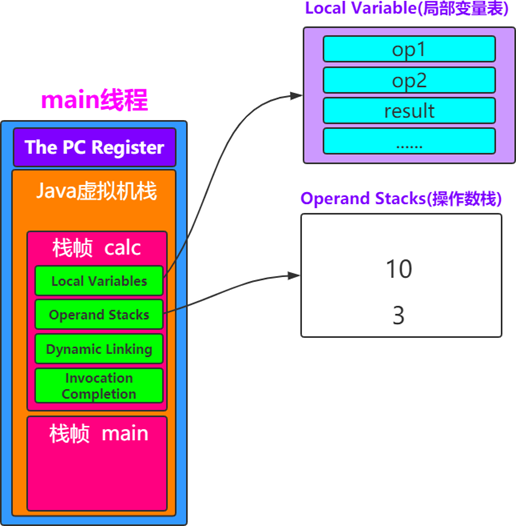 Local Variable(局部变量表)
op1
op2
result
......
main线程
The PC Register
Java虚拟机栈
栈帧 calc
Local Variables
Operand Stacks
Dynamic Linking
Invocation
Completion
栈帧 main
Operand Stacks(操作数栈)
10
3